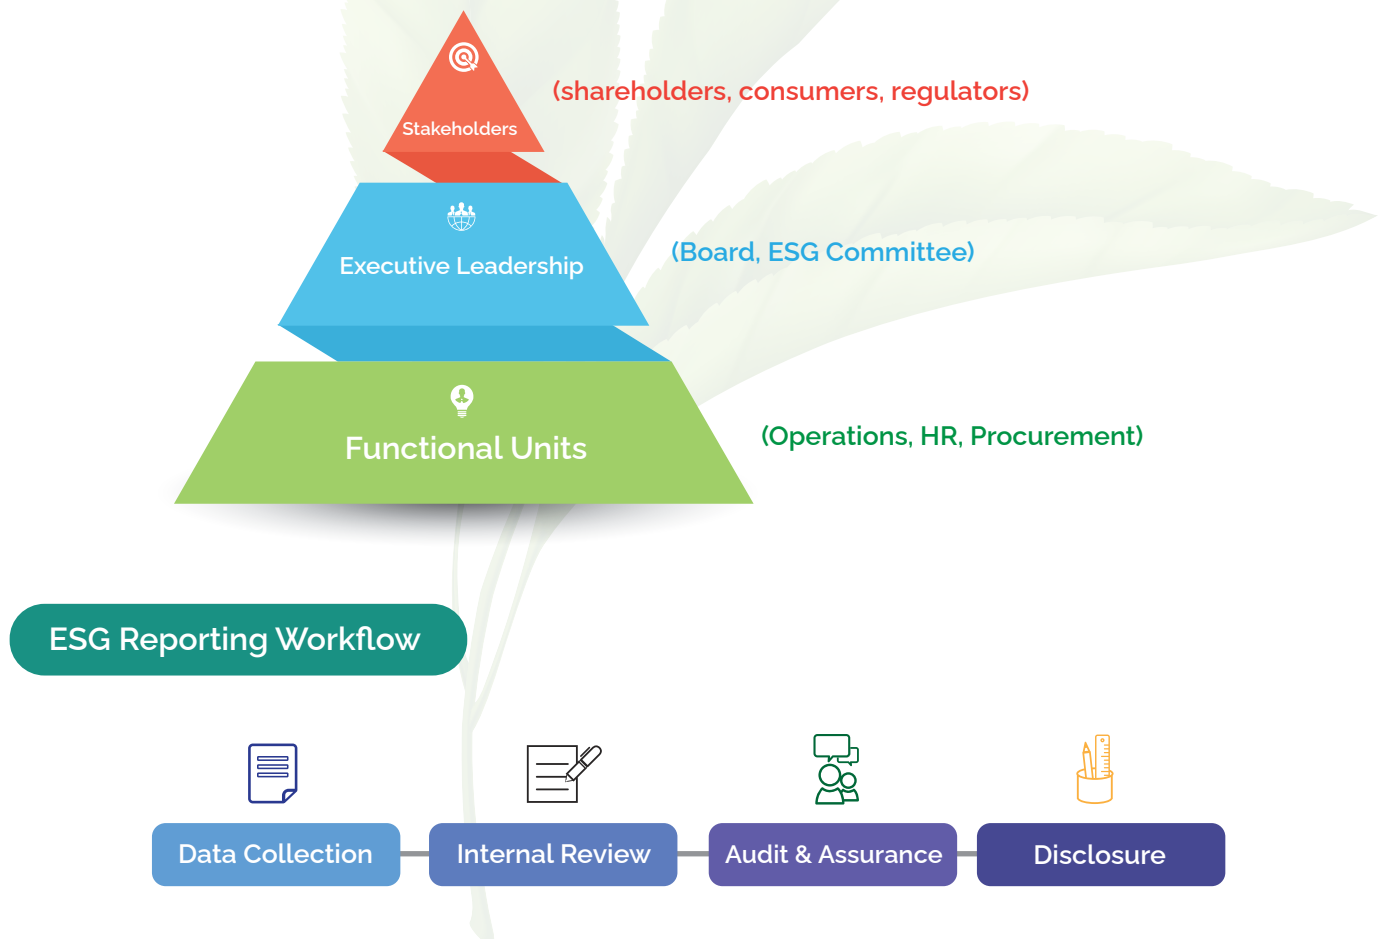 Stakeholders
(shareholders, consumers, regulators)
Executive Leadership
(Board, ESG Committee)
Functional Units
(Operations, HR, Procurement)
ESG Reporting Workflow
Data Collection
Internal Review
Audit & Assurance
Disclosure